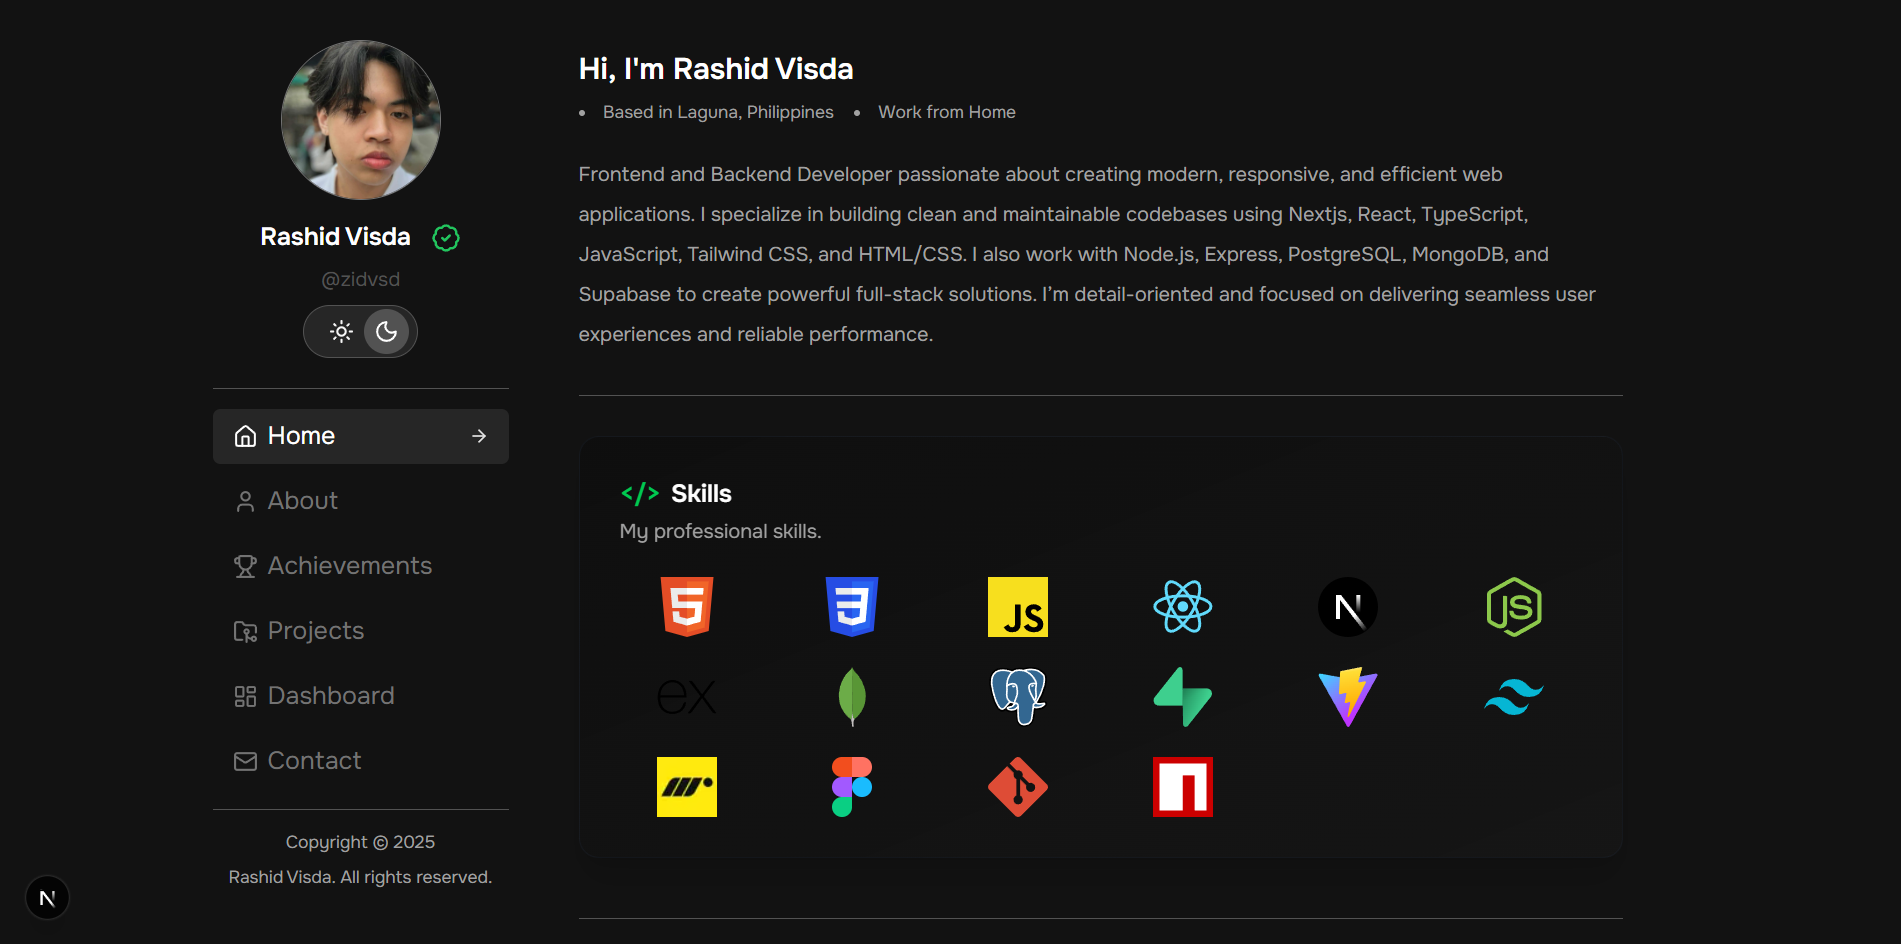 Rashid Visda
@zidvsd
Home
About
Achievements
Projects
Dashboard
Contact
Copyright © 2025
Rashid Visda. All rights reserved.
N
Hi, I'm Rashid Visda
• Based in Laguna, Philippines • Work from Home
Frontend and Backend Developer passionate about creating modern, responsive, and efficient web
applications. I specialize in building clean and maintainable codebases using Nextjs, React, TypeScript,
JavaScript, Tailwind CSS, and HTML/CSS. I also work with Node.js, Express, PostgreSQL, MongoDB, and
Supabase to create powerful full-stack solutions. I’m detail-oriented and focused on delivering seamless user
experiences and reliable performance.
</> Skills
My professional skills.
5 3 JS N JS
ex
n